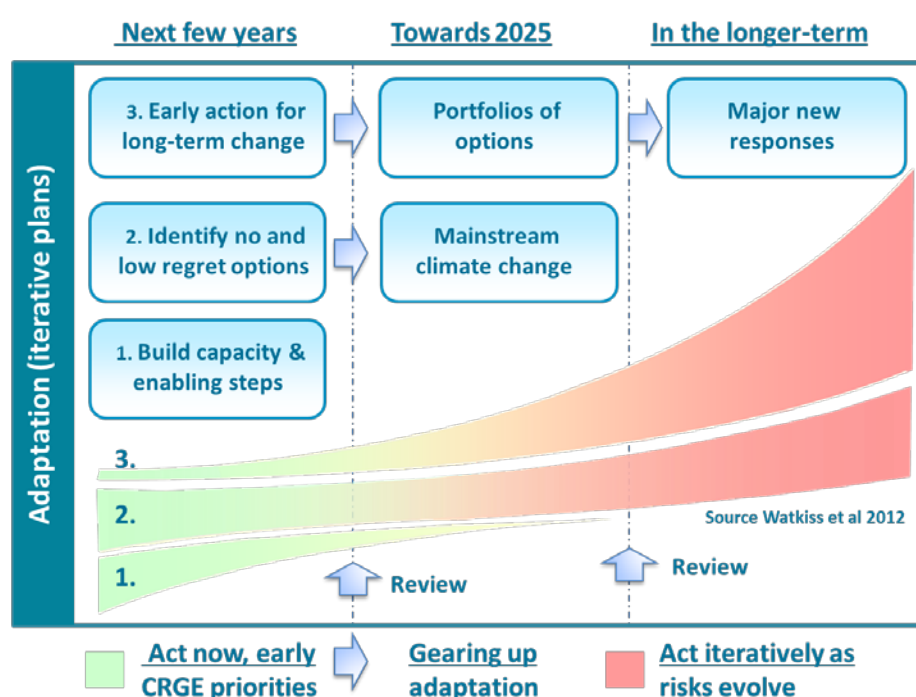 Next few years
Towards 2025
In the longer-term
Adaptation (iterative plans)
3. Early action for
long-term change
Portfolios of
options
Major new
responses
2. Identify no and
low regret options
Mainstream
climate change
1. Build capacity &
enabling steps
3.
2.
1.
Source Watkiss et al 2012
Review
Review
Act now, early
CRGE priorities
Gearing up
adaptation
Act iteratively as
risks evolve